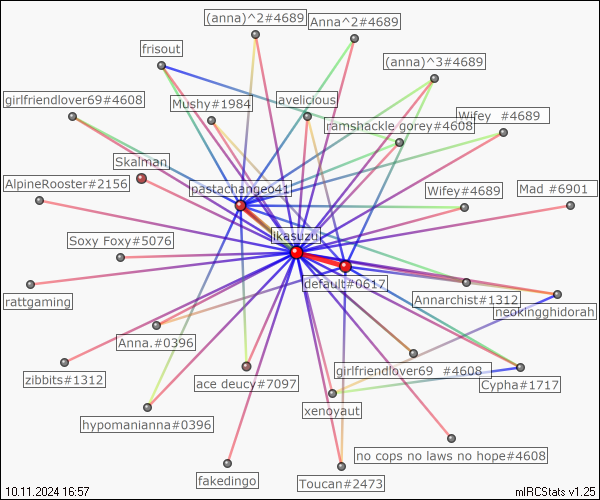 (anna)^2#4689
Anna^2#4689
frisout
(anna)^3#4689
girlfriendlover69#4608
Mushy#1984
avelicious
Wifey #4689
ramshackle gorey#4608
Skalman
AlpineRooster#2156
pastachange041
Wifey#4689
Mad #6901
ikasuzu
Soxy Foxy#5076
default#0617
rattgaming
Annarchist#1312
neokingghidorah
Anna.#0396
girlfriendlover69 #4608
zibbits#1312
ace deucy#7097
Cypha#1717
xenoyaut
hypomanianna#0396
no cops no laws no hope#4608
fakedingo
Toucan#2473
10.11.2024 16:57
mIRCStats v1.25